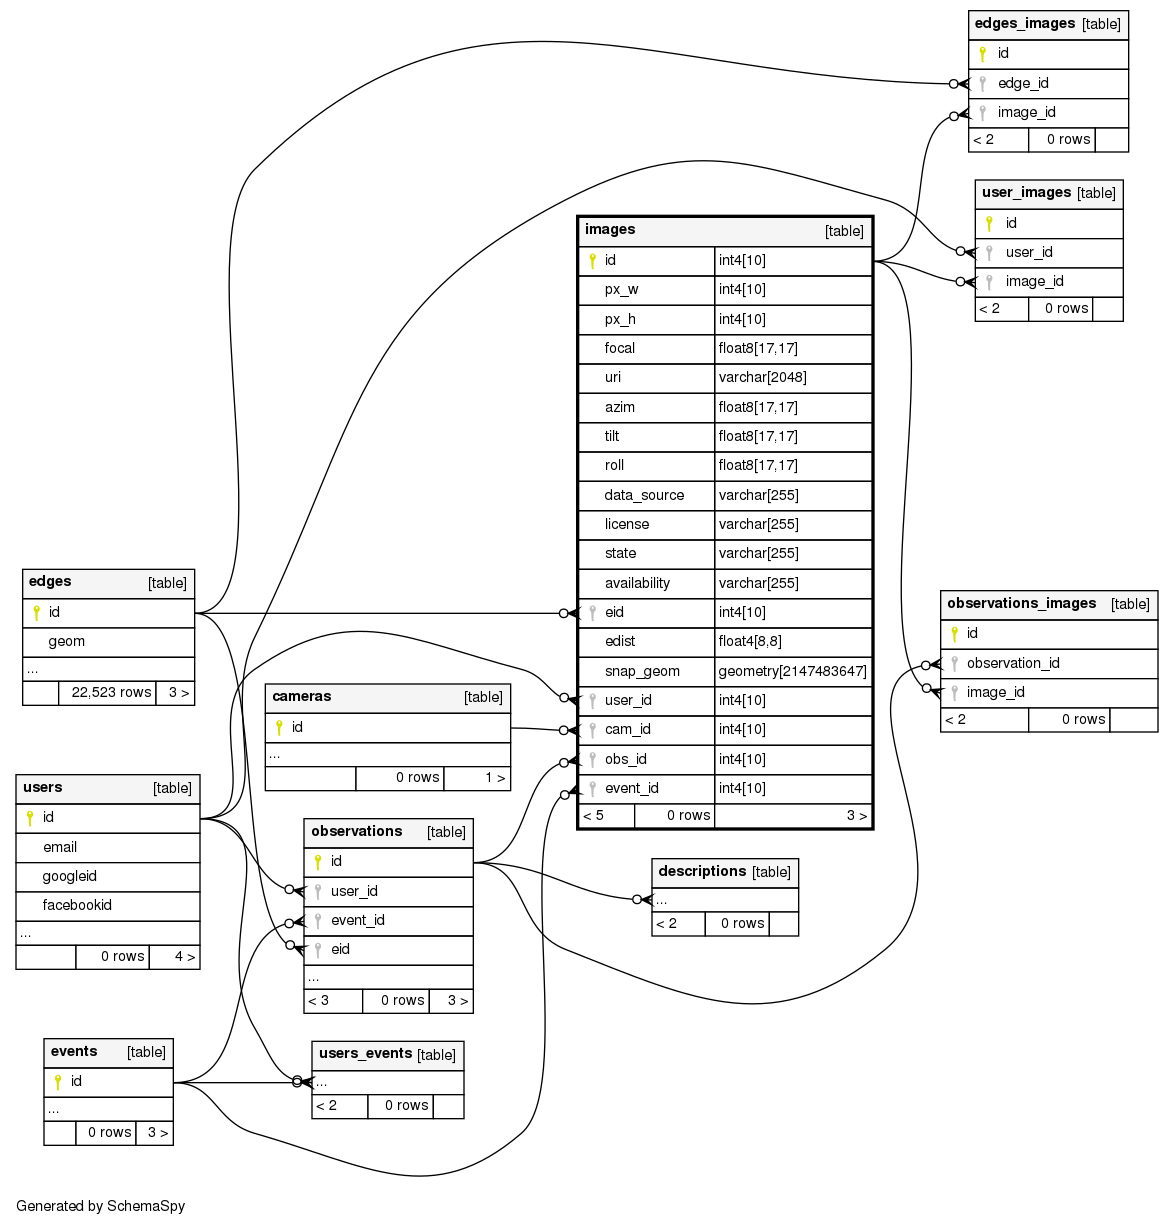 edges_images [table]
id
edge_id
image_id
< 2 0 rows
user_images [table]
id
user_id
image_id
< 2 0 rows
images [table]
id int4[10]
px_w int4[10]
px_h int4[10]
focal float8[17,17]
uri varchar[2048]
azim float8[17,17]
tilt float8[17,17]
roll float8[17,17]
data_source varchar[255]
license varchar[255]
state varchar[255]
availability varchar[255]
eid int4[10]
edist float4[8,8]
snap_geom geometry[2147483647]
user_id int4[10]
cam_id int4[10]
obs_id int4[10]
event_id int4[10]
< 5 0 rows 3 >
edges [table]
id
geom
...
22,523 rows 3 >
observations_images [table]
id
observation_id
image_id
< 2 0 rows
cameras [table]
id
...
0 rows 1 >
users [table]
id
email
googleid
facebookid
...
0 rows 4 >
observations [table]
id
user_id
event_id
eid
...
< 3 0 rows 3 >
descriptions [table]
...
< 2 0 rows
events [table]
id
...
0 rows 3 >
users_events [table]
...
< 2 0 rows
Generated by SchemaSpy